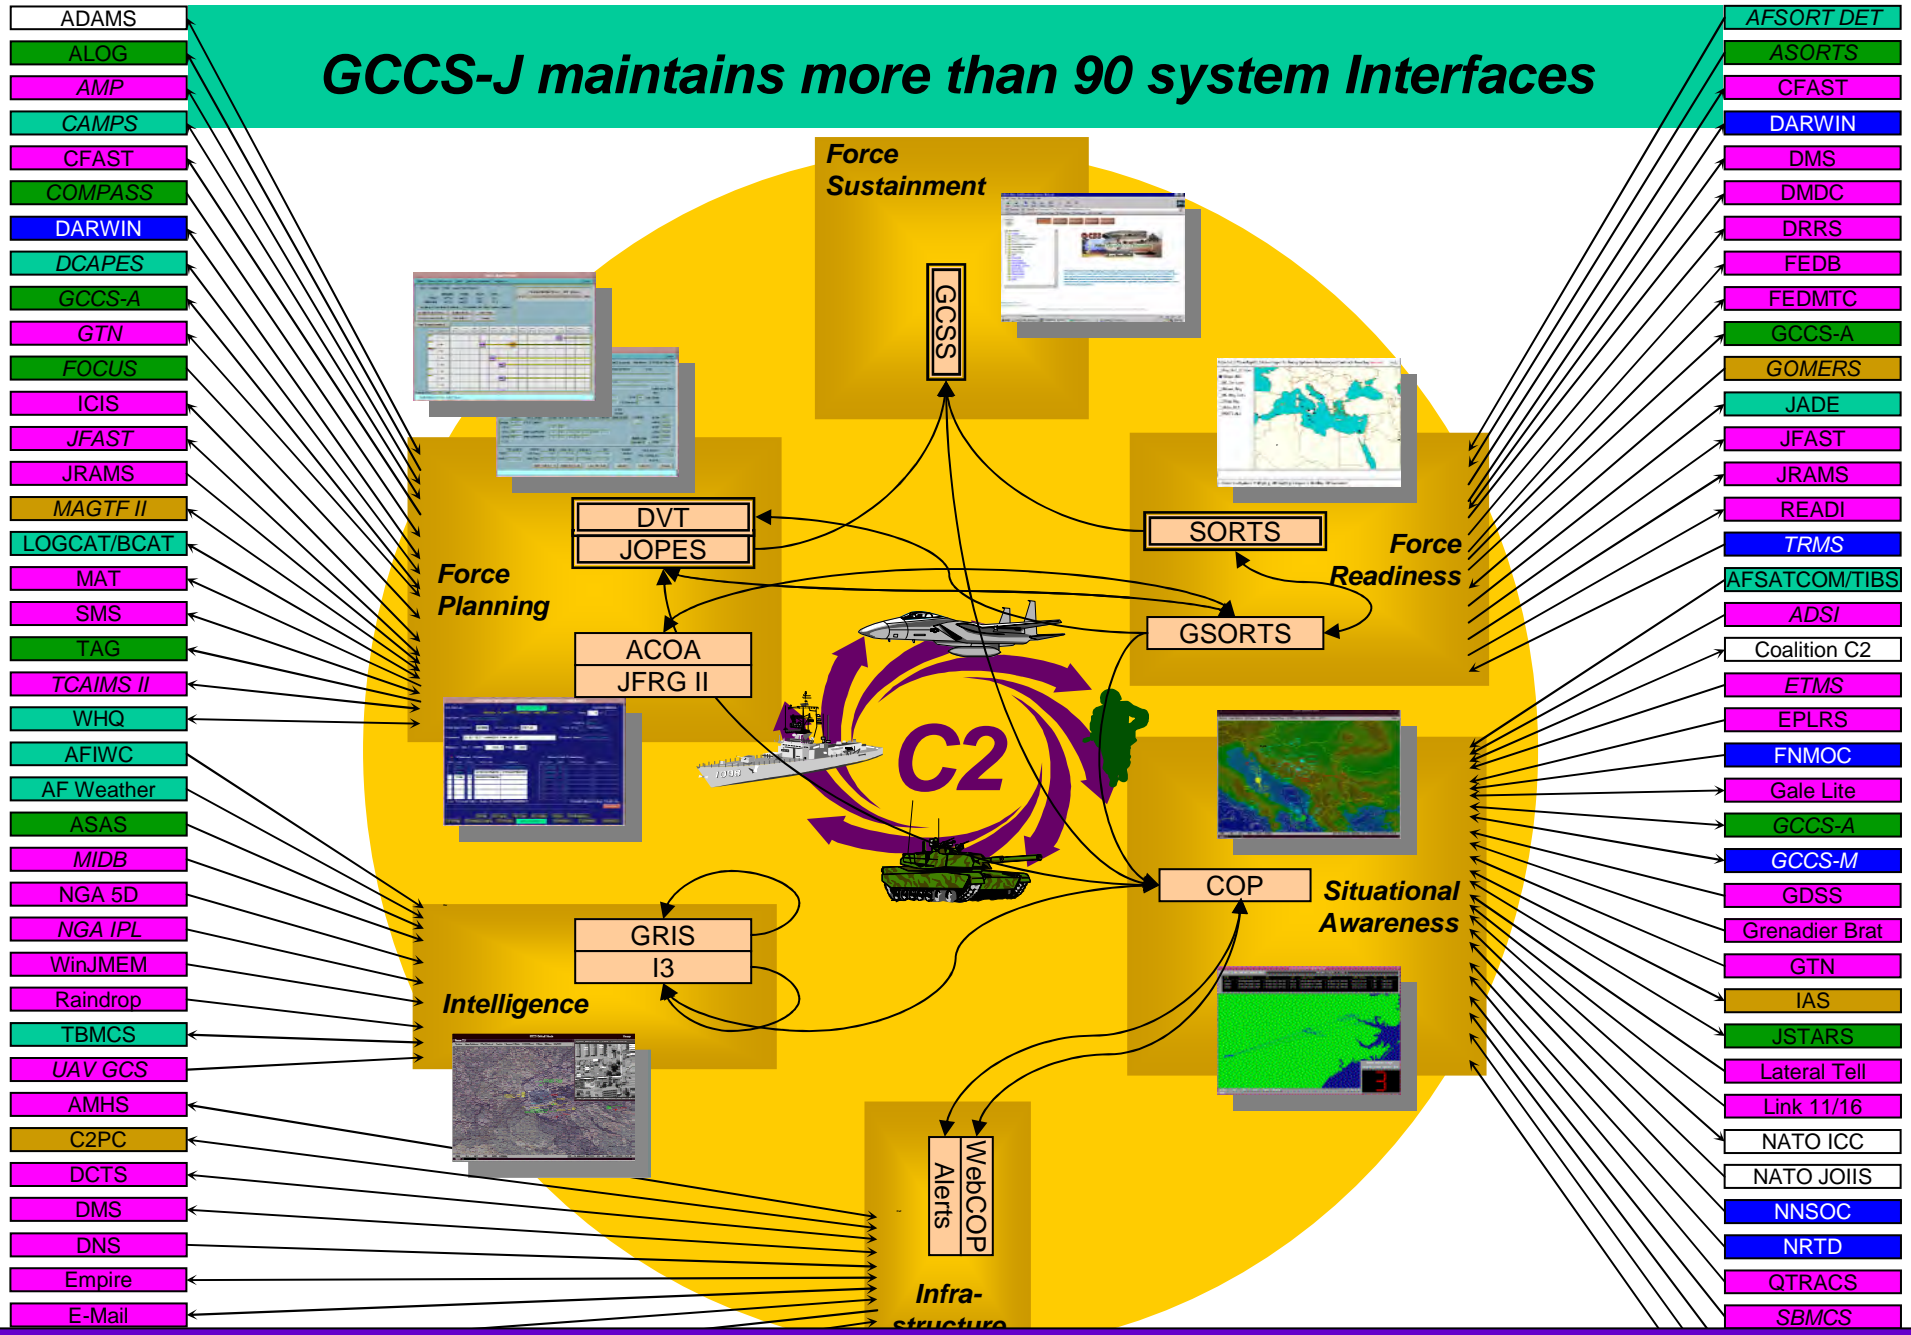 GCCS-J maintains more than 90 system Interfaces
ADAMS
ALOG
AMP
CAMPS
CFAST
COMPASS
DARWIN
DCAPES
GCCS-A
GTN
FOCUS
ICIS
JFAST
JRAMS
MAGTF II
LOGCAT/BCAT
MAT
SMS
TAG
TCAIMS II
WHQ
AFIWC
AF Weather
ASAS
MIDB
NGA 5D
NGA IPL
WinJMEM
Raindrop
TBMCS
UAV GCS
AMHS
C2PC
DCTS
DMS
DNS
Empire
E-Mail
Force
Sustainment
GCSS
DVT
JOPES
Force
Planning
ACOA
JFRG II
SORTS
Force
Readiness
GSORTS
C2
COP
Situational
Awareness
GRIS
I3
Intelligence
3
WebCOP
Alerts
Infra-
structure
AFSORT DET
ASORTS
CFAST
DARWIN
DMS
DMDC
DRRS
FEDB
FEDMTC
GCCS-A
GOMERS
JADE
JFAST
JRAMS
READI
TRMS
AFSATCOM/TIBS
ADSI
Coalition C2
ETMS
EPLRS
FNMOC
Gale Lite
GCCS-A
GCCS-M
GDSS
Grenadier Brat
GTN
IAS
JSTARS
Lateral Tell
Link 11/16
NATO ICC
NATO JOIIS
NNSOC
NRTD
QTRACS
SBMCS